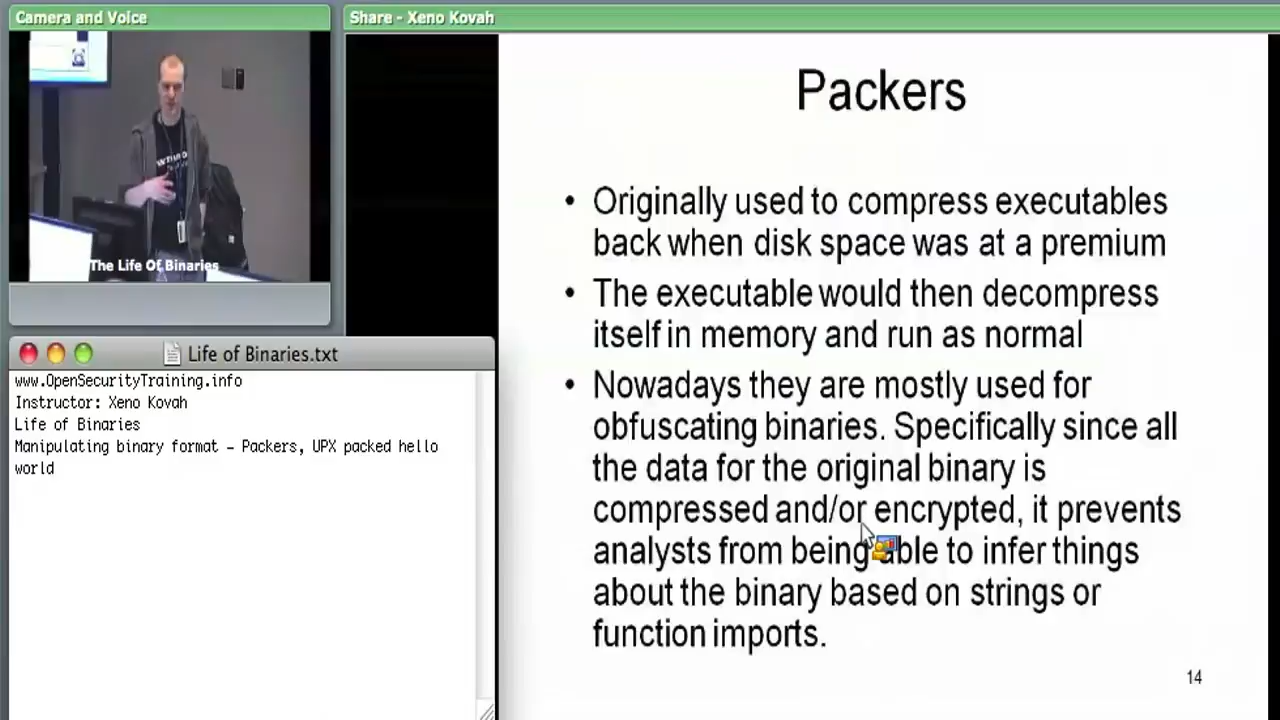 Camera and Voice
Share - Xeno Kovah
The Life Of Binaries
Life of Binaries.txt
www.OpenSecurityTraining.info
Instructor: Xeno Kovah
Life of Binaries
Manipulating binary format – Packers, UPX packed hello
world
Packers
• Originally used to compress executables
back when disk space was at a premium
• The executable would then decompress
itself in memory and run as normal
• Nowadays they are mostly used for
obfuscating binaries. Specifically since all
the data for the original binary is
compressed and/or encrypted, it prevents
analysts from being able to infer things
about the binary based on strings or
function imports.
14